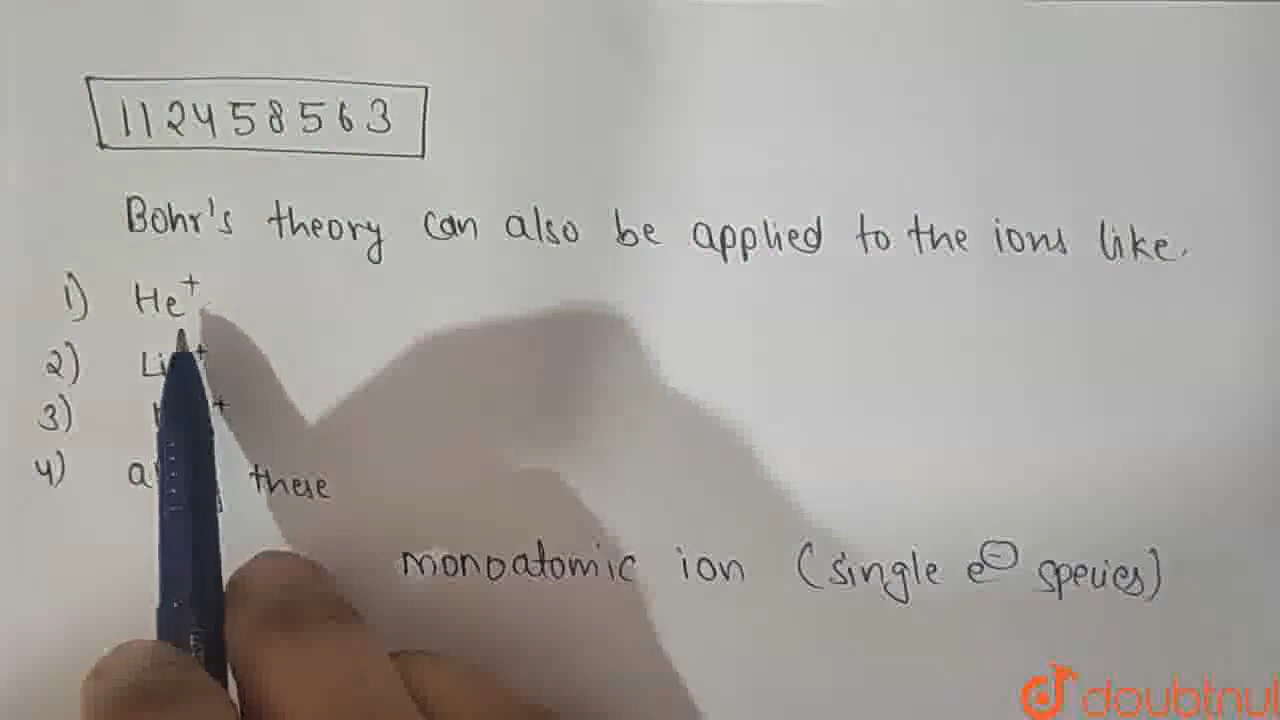 112458563
Bohr's theory can also be applied to the ions like.
1) He+
2)
3)
4) these
monoatomic ion (single e⊖ species)
doubtnut